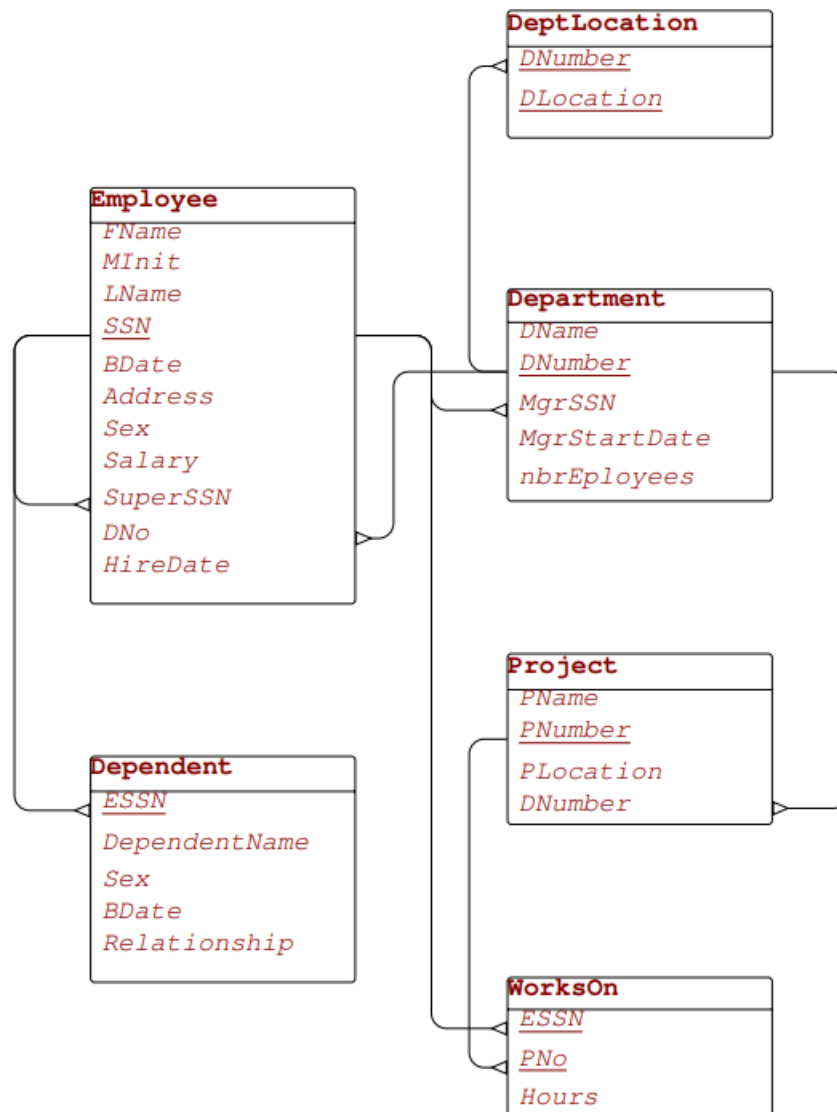 DeptLocation
DNumber
DLocation
Employee
FName
MInit
LName
SSN
BDate
Address
Sex
Salary
SuperSSN
DNo
HireDate
Department
DName
DNumber
MgrSSN
MgrStartDate
nbrEployees
Project
PName
PNumber
PLocation
DNumber
Dependent
ESSN
DependentName
Sex
BDate
Relationship
WorksOn
ESSN
PNo
Hours